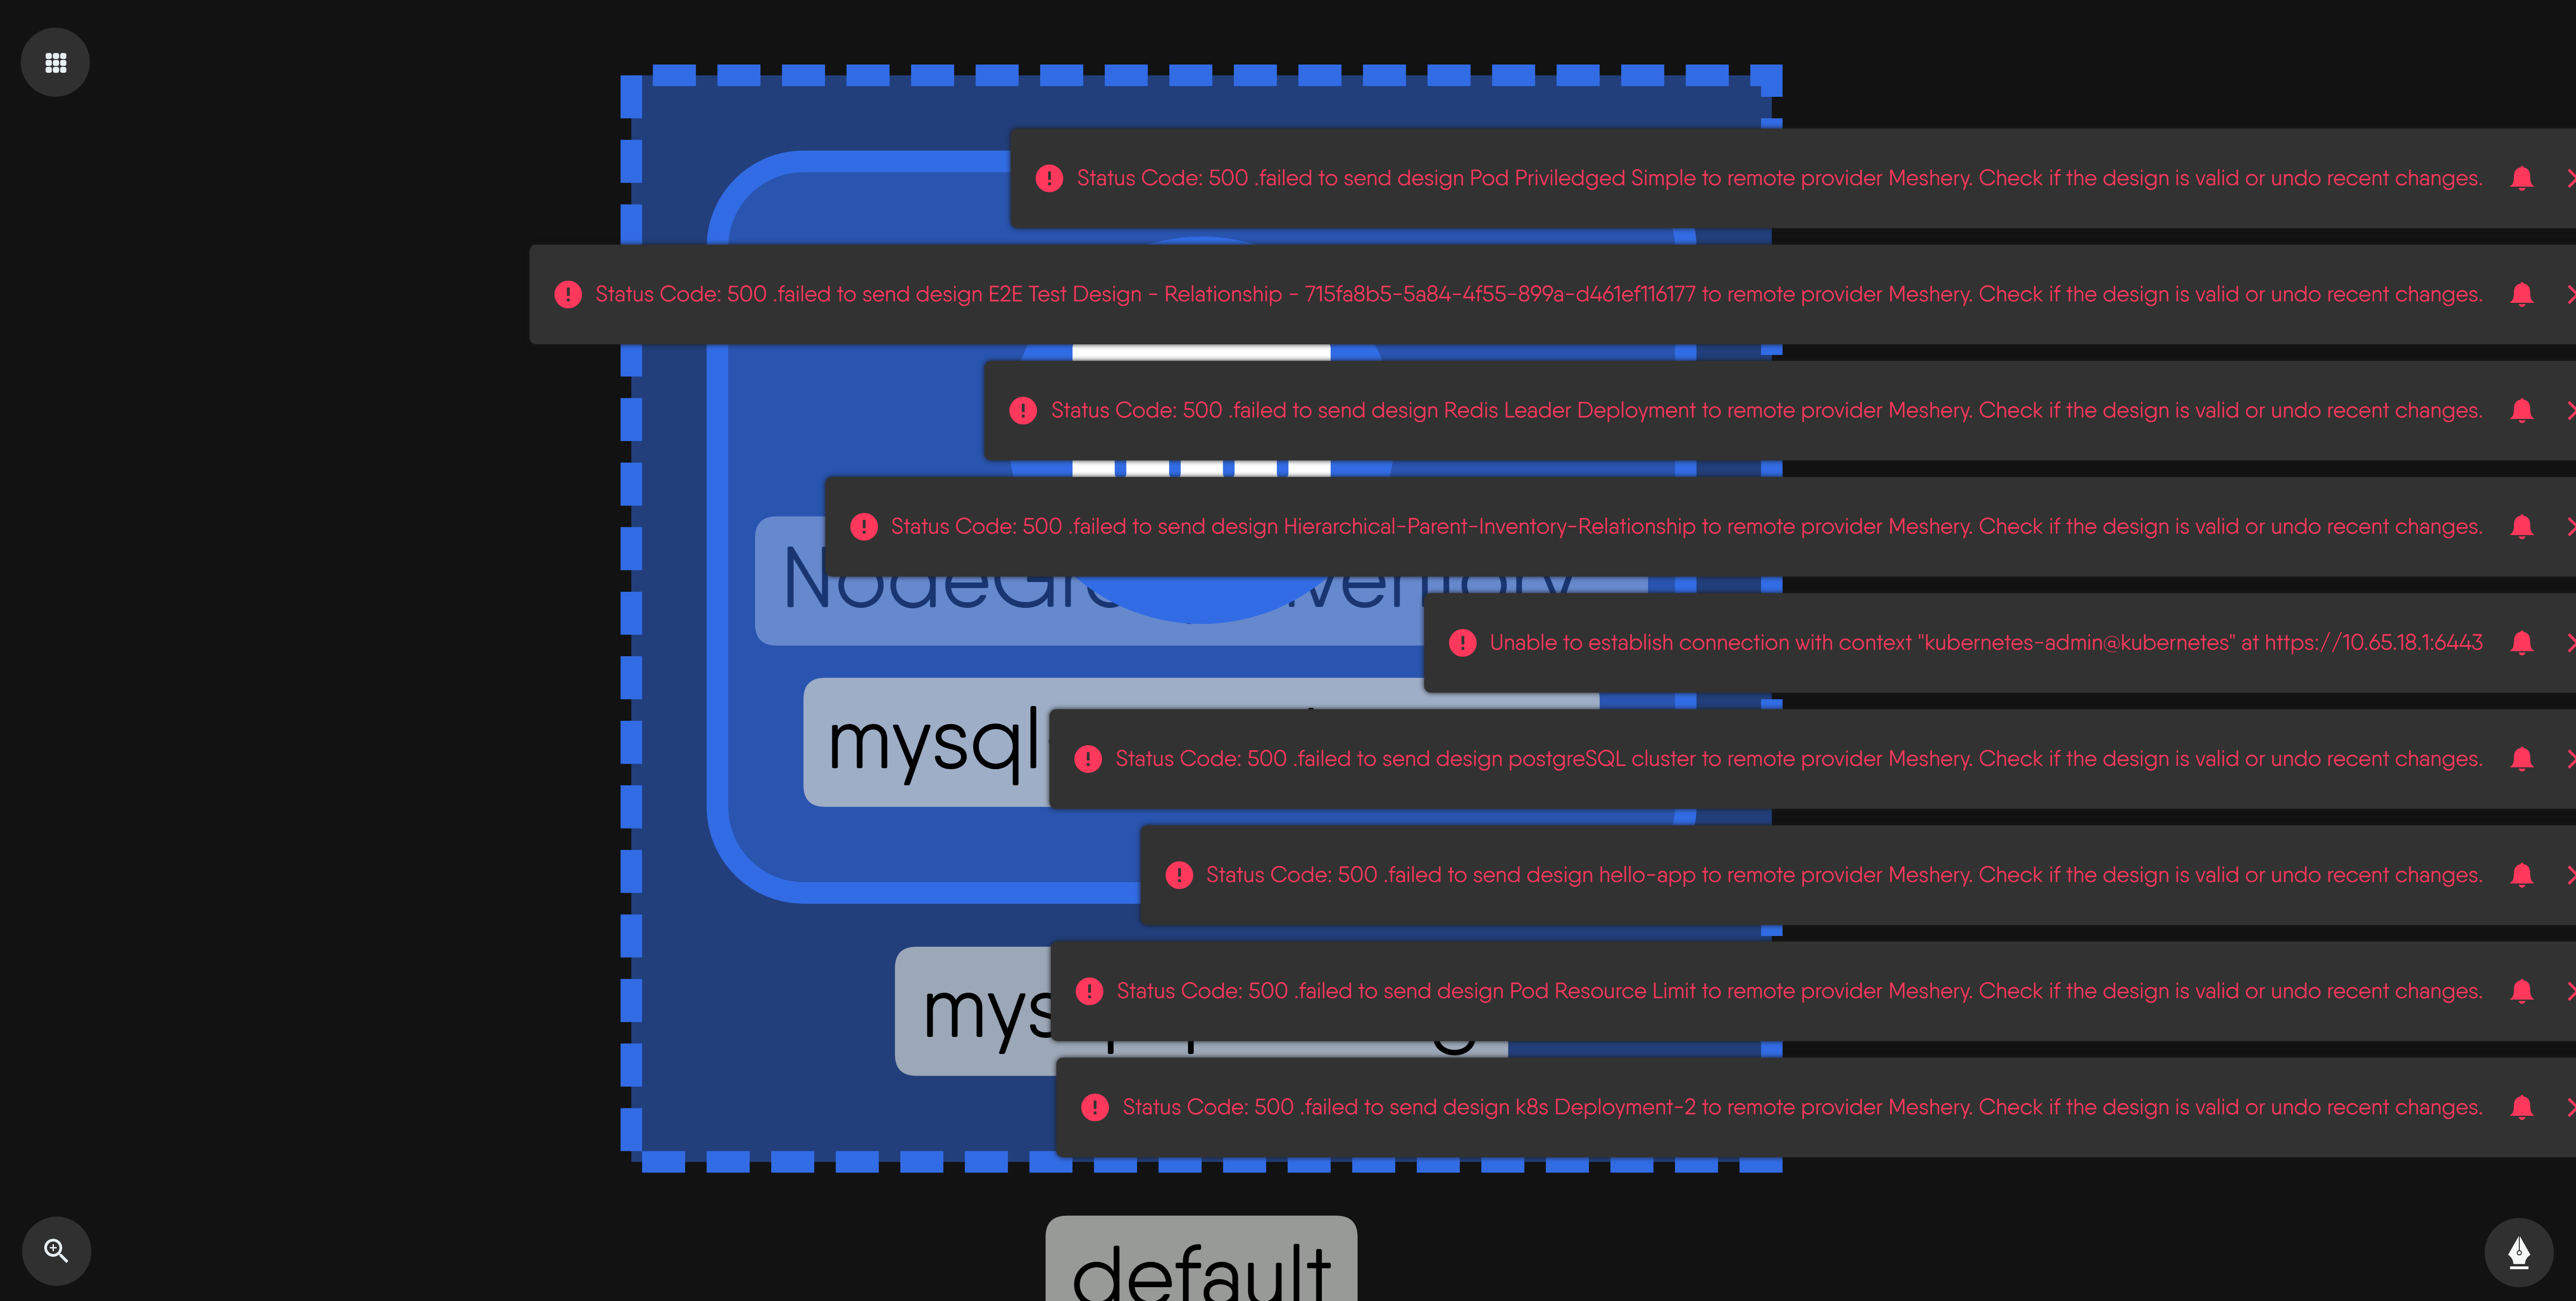 Status Code: 500 .failed to send design Pod Priviledged Simple to remote provider Meshery. Check if the design is valid or undo recent changes.
Status Code: 500 .failed to send design E2E Test Design - Relationship - 715fa8b5-5a84-4f55-899a-d461ef116177 to remote provider Meshery. Check if the design is valid or undo recent changes.
Status Code: 500 .failed to send design Redis Leader Deployment to remote provider Meshery. Check if the design is valid or undo recent changes.
Status Code: 500 .failed to send design Hierarchical-Parent-Inventory-Relationship to remote provider Meshery. Check if the design is valid or undo recent changes.
Unable to establish connection with context "kubernetes-admin@kubernetes" at https://10.65.18.1:6443
mysql
Status Code: 500 .failed to send design postgreSQL cluster to remote provider Meshery. Check if the design is valid or undo recent changes.
Status Code: 500 .failed to send design hello-app to remote provider Meshery. Check if the design is valid or undo recent changes.
Status Code: 500 .failed to send design Pod Resource Limit to remote provider Meshery. Check if the design is valid or undo recent changes.
Status Code: 500 .failed to send design k8s Deployment-2 to remote provider Meshery. Check if the design is valid or undo recent changes.
default